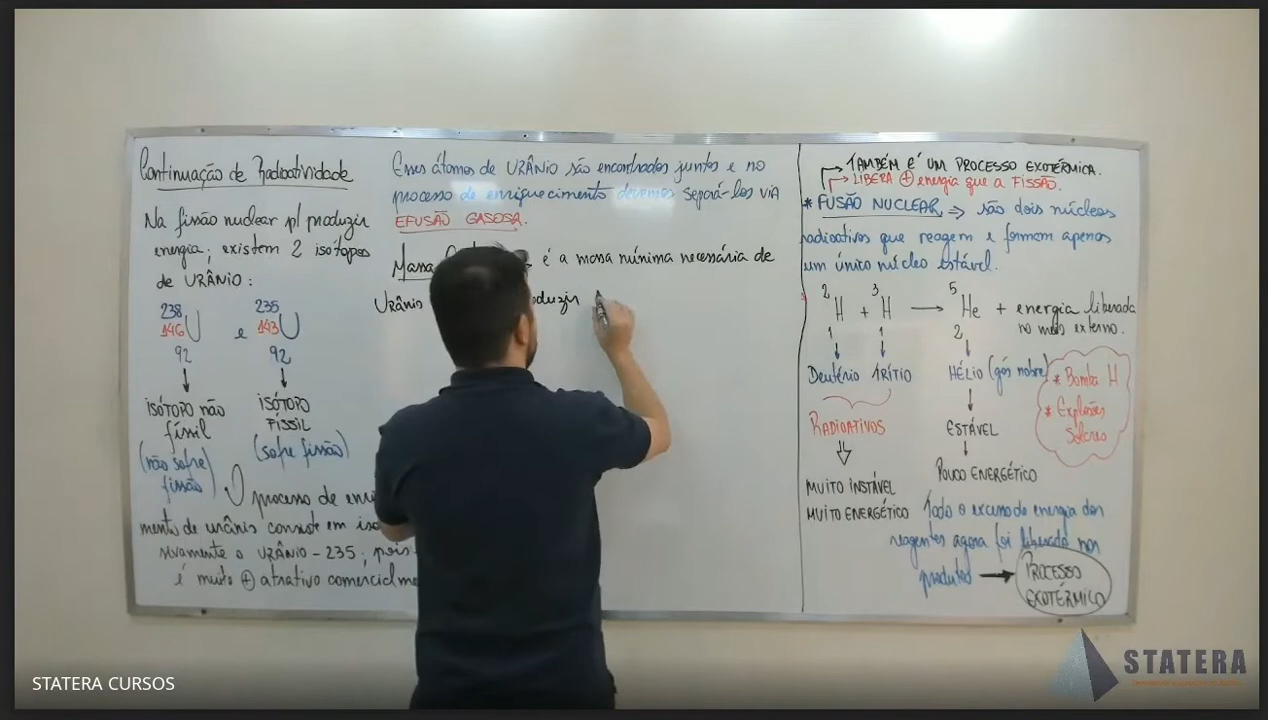 Continuação de Radioatividade
Na fissão nuclear p/ produzir
energia, existem 2 isótopos
de URÂNIO:
238 235
146 U e 143 U
92 92
ISÓTOPO não
físsil
(não sofre
fissão)
ISÓTOPO
FÍSSIL
(sofre fissão)
O processo de
mento de urânio consiste em
sivamente o URÂNIO-235, pois
é muito + atrativo
Esses átomos de URÂNIO são encontrados juntos e no
processo de enriquecimento devemos separá-los via
EFUSÃO GASOSA.
Massa é a massa mínima necessária de
Urânio
* FUSÃO NUCLEAR => são dois núcleos
→ TAMBÉM É UM PROCESSO EXOTÉRMICO.
→ LIBERA + energia que a FISSÃO.
radioativos que reagem e formam apenas
um único núcleo estável.
2 3 5
H + H → He + energia liberada
1 1 2 no meio externo.
Deutério TRÍTIO HÉLIO (gás nobre)
RADIOATIVOS
MUITO INSTÁVEL
MUITO ENERGÉTICO
ESTÁVEL
POUCO ENERGÉTICO
* Bomba H
* Explosões
Solares
Todo o excesso de energia dos
reagentes agora foi liberado nos
produtos → PROCESSO
EXOTÉRMICO
STATERA CURSOS
STATERA